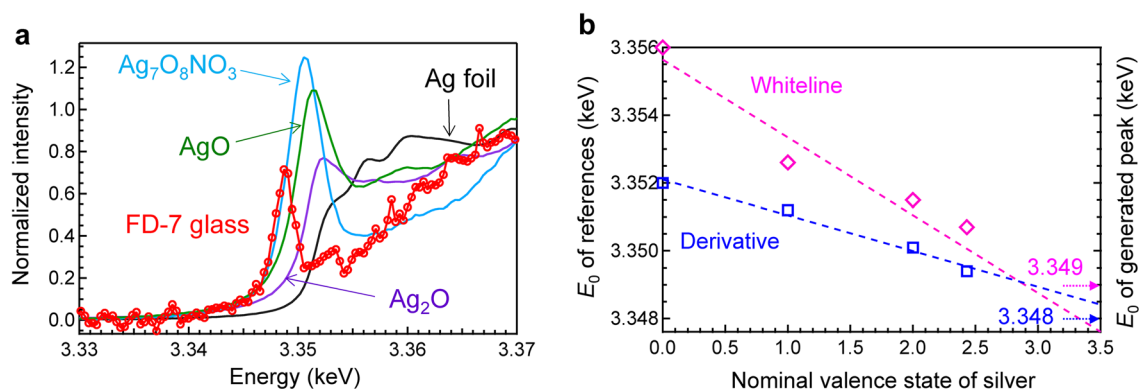 a
Normalized intensity
1.2
1.0
0.8
0.6
0.4
0.2
0.0
Ag₇O₈NO₃
Ag foil
AgO
FD-7 glass
Ag₂O
3.33 3.34 3.35 3.36 3.37
Energy (keV)
b
E₀ of references (keV)
3.356
3.354
3.352
3.350
3.348
Whiteline
Derivative
3.349
3.348
E₀ of generated peak (keV)
0.0 0.5 1.0 1.5 2.0 2.5 3.0 3.5
Nominal valence state of silver